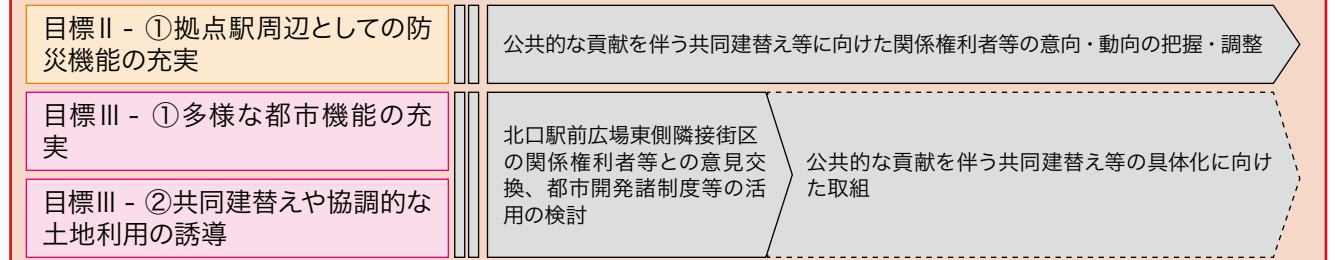 目標Ⅱ - ①拠点駅周辺としての防
災機能の充実
公共的な貢献を伴う共同建替え等に向けた関係権利者等の意向・動向の把握・調整
目標Ⅲ - ①多様な都市機能の充
実
目標Ⅲ - ②共同建替えや協調的な
土地利用の誘導
北口駅前広場東側隣接街区
の関係権利者等との意見交
換、都市開発諸制度等の活
用の検討
公共的な貢献を伴う共同建替え等の具体化に向け
た取組